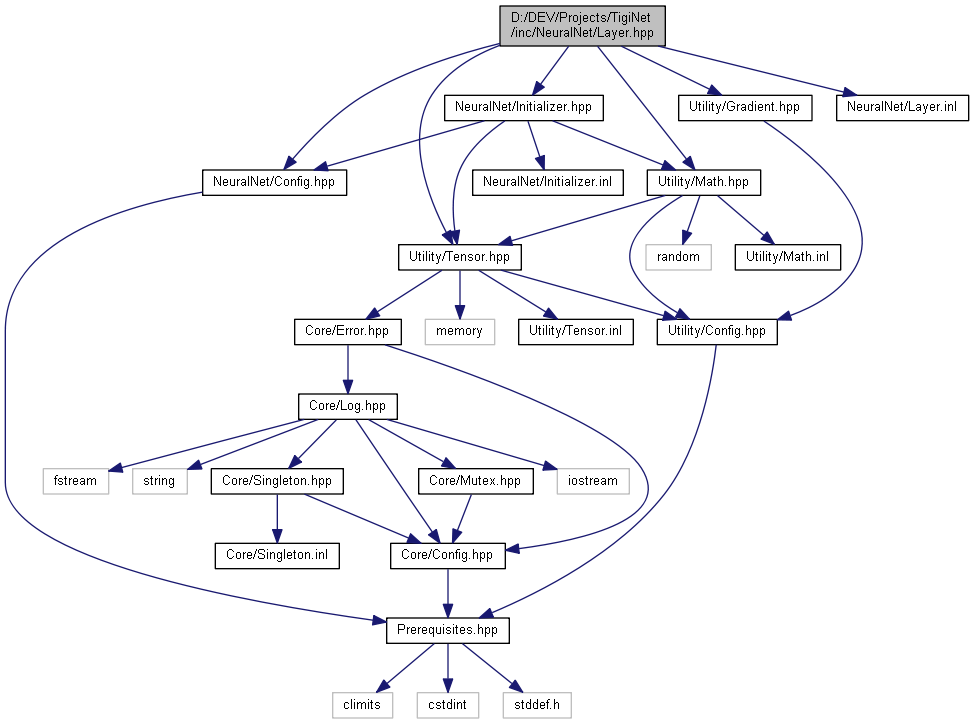 D:/DEV/Projects/TigiNet
/inc/NeuralNet/Layer.hpp
NeuralNet/Initializer.hpp
Utility/Gradient.hpp
NeuralNet/Layer.inl
NeuralNet/Config.hpp
NeuralNet/Initializer.inl
Utility/Math.hpp
Utility/Tensor.hpp
random
Utility/Math.inl
Core/Error.hpp
memory
Utility/Tensor.inl
Utility/Config.hpp
Core/Log.hpp
fstream
string
Core/Singleton.hpp
Core/Mutex.hpp
iostream
Core/Singleton.inl
Core/Config.hpp
Prerequisites.hpp
climits
cstdint
stddef.h